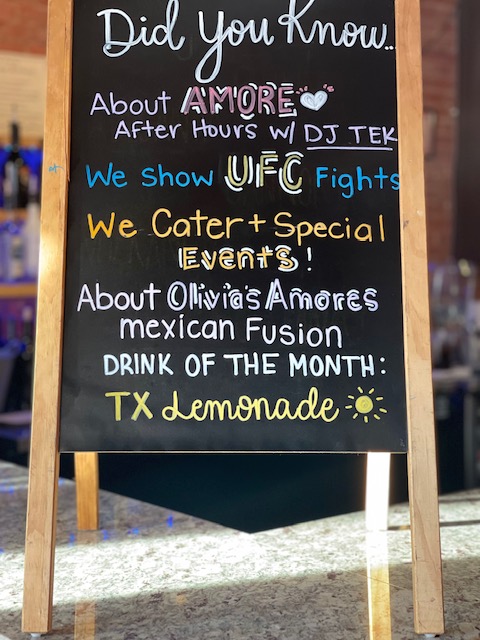 Did You Know...
About AMORE
After Hours w/ DJ TEK
We Show UFC Fights
We Cater + Special
Events!
About Olivia's Amores
mexican Fusion
DRINK OF THE MONTH:
TX Lemonade